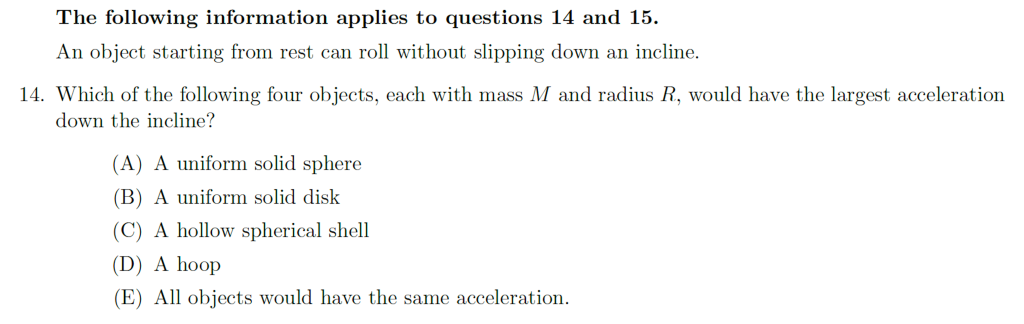 The following information applies to questions 14 and 15.
An object starting from rest can roll without slipping down an incline.
14. Which of the following four objects, each with mass M and radius R, would have the largest acceleration
down the incline?
(A) A uniform solid sphere
(B) A uniform solid disk
(C) A hollow spherical shell
(D) A hoop
(E) All objects would have the same acceleration.